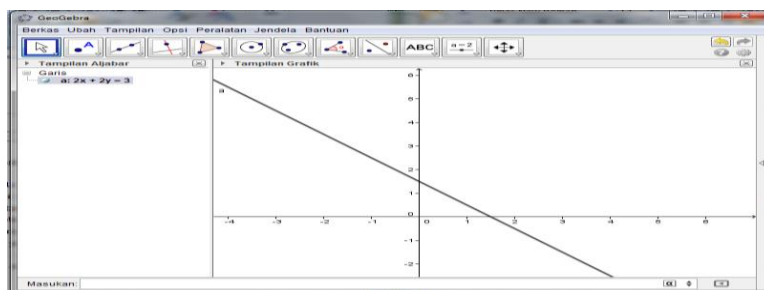 GeoGebra
Berkas Ubah Tampilan Opsi Peralatan Jendela Bantuan
A
ABC
a=2
Tampilan Aljabar
Tampilan Grafik
Garis
a: 2x + 2y = 3
a
6
5
4
3
2
1
0
-4 -3 -2 -1 0 1 2 3 4 5 6
-1
-2
Masukan:
α